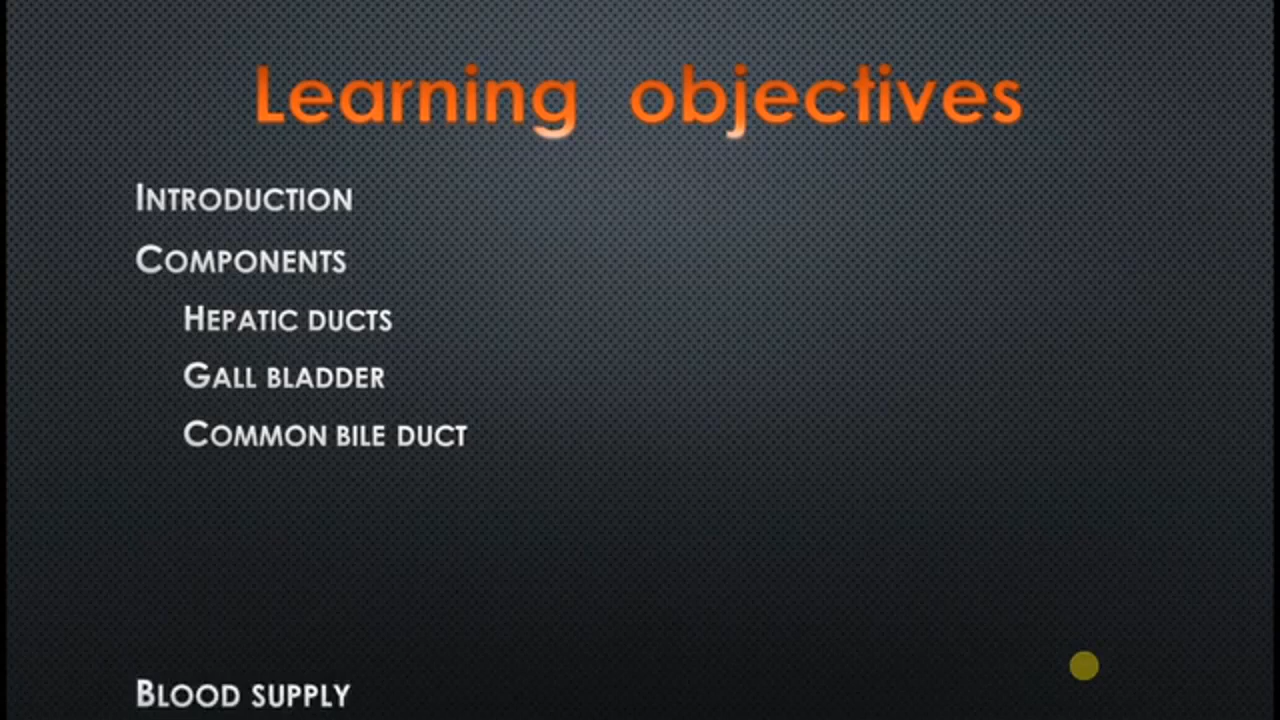 Learning objectives
Introduction
Components
Hepatic ducts
Gall bladder
Common bile duct
Blood supply